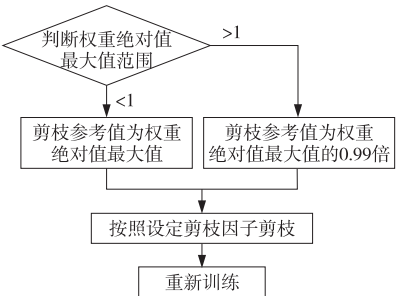 判断权重绝对值
最大值范围
>1
<1
剪枝参考值为权重
绝对值最大值
剪枝参考值为权重
绝对值最大值的0.99倍
按照设定剪枝因子剪枝
重新训练